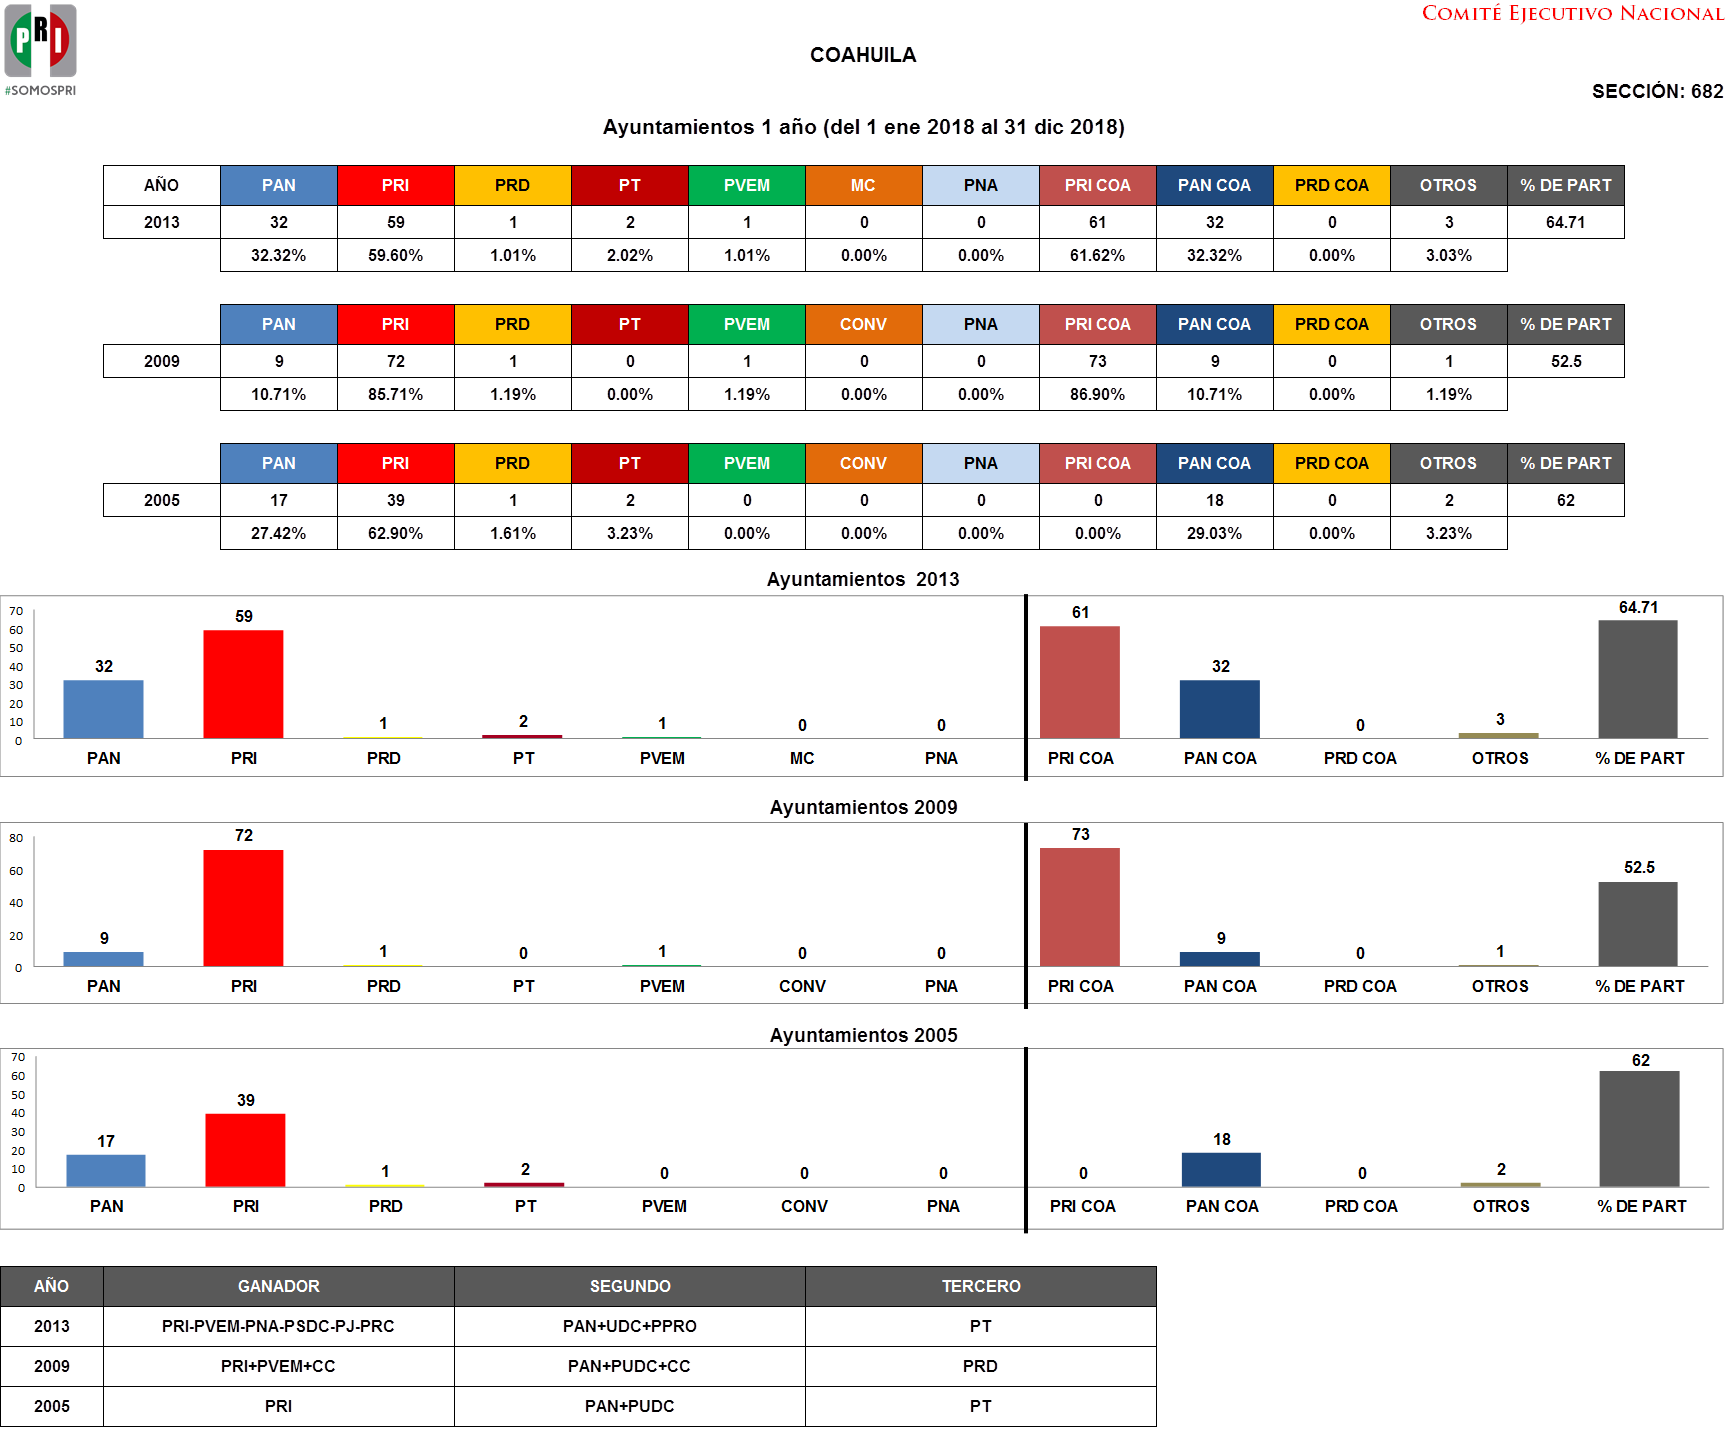 COMITÉ EJECUTIVO NACIONAL
PRI
#SOMOSPRI
COAHUILA
SECCIÓN: 682
Ayuntamientos 1 año (del 1 ene 2018 al 31 dic 2018)
AÑO PAN PRI PRD PT PVEM MC PNA PRI COA PAN COA PRD COA OTROS % DE PART
2013 32 59 1 2 1 0 0 61 32 0 3 64.71
32.32% 59.60% 1.01% 2.02% 1.01% 0.00% 0.00% 61.62% 32.32% 0.00% 3.03%
PAN PRI PRD PT PVEM CONV PNA PRI COA PAN COA PRD COA OTROS % DE PART
2009 9 72 1 0 1 0 0 73 9 0 1 52.5
10.71% 85.71% 1.19% 0.00% 1.19% 0.00% 0.00% 86.90% 10.71% 0.00% 1.19%
PAN PRI PRD PT PVEM CONV PNA PRI COA PAN COA PRD COA OTROS % DE PART
2005 17 39 1 2 0 0 0 0 18 0 2 62
27.42% 62.90% 1.61% 3.23% 0.00% 0.00% 0.00% 0.00% 29.03% 0.00% 3.23%
Ayuntamientos 2013
70
60
50
40
30
20
10
0
32 59 1 2 1 0 0 61 32 0 3 64.71
PAN PRI PRD PT PVEM MC PNA PRI COA PAN COA PRD COA OTROS % DE PART
Ayuntamientos 2009
80
60
40
20
0
9 72 1 0 1 0 0 73 9 0 1 52.5
PAN PRI PRD PT PVEM CONV PNA PRI COA PAN COA PRD COA OTROS % DE PART
Ayuntamientos 2005
70
60
50
40
30
20
10
0
17 39 1 2 0 0 0 0 18 0 2 62
PAN PRI PRD PT PVEM CONV PNA PRI COA PAN COA PRD COA OTROS % DE PART
AÑO GANADOR SEGUNDO TERCERO
2013 PRI-PVEM-PNA-PSDC-PJ-PRC PAN+UDC+PPRO PT
2009 PRI+PVEM+CC PAN+PUDC+CC PRD
2005 PRI PAN+PUDC PT